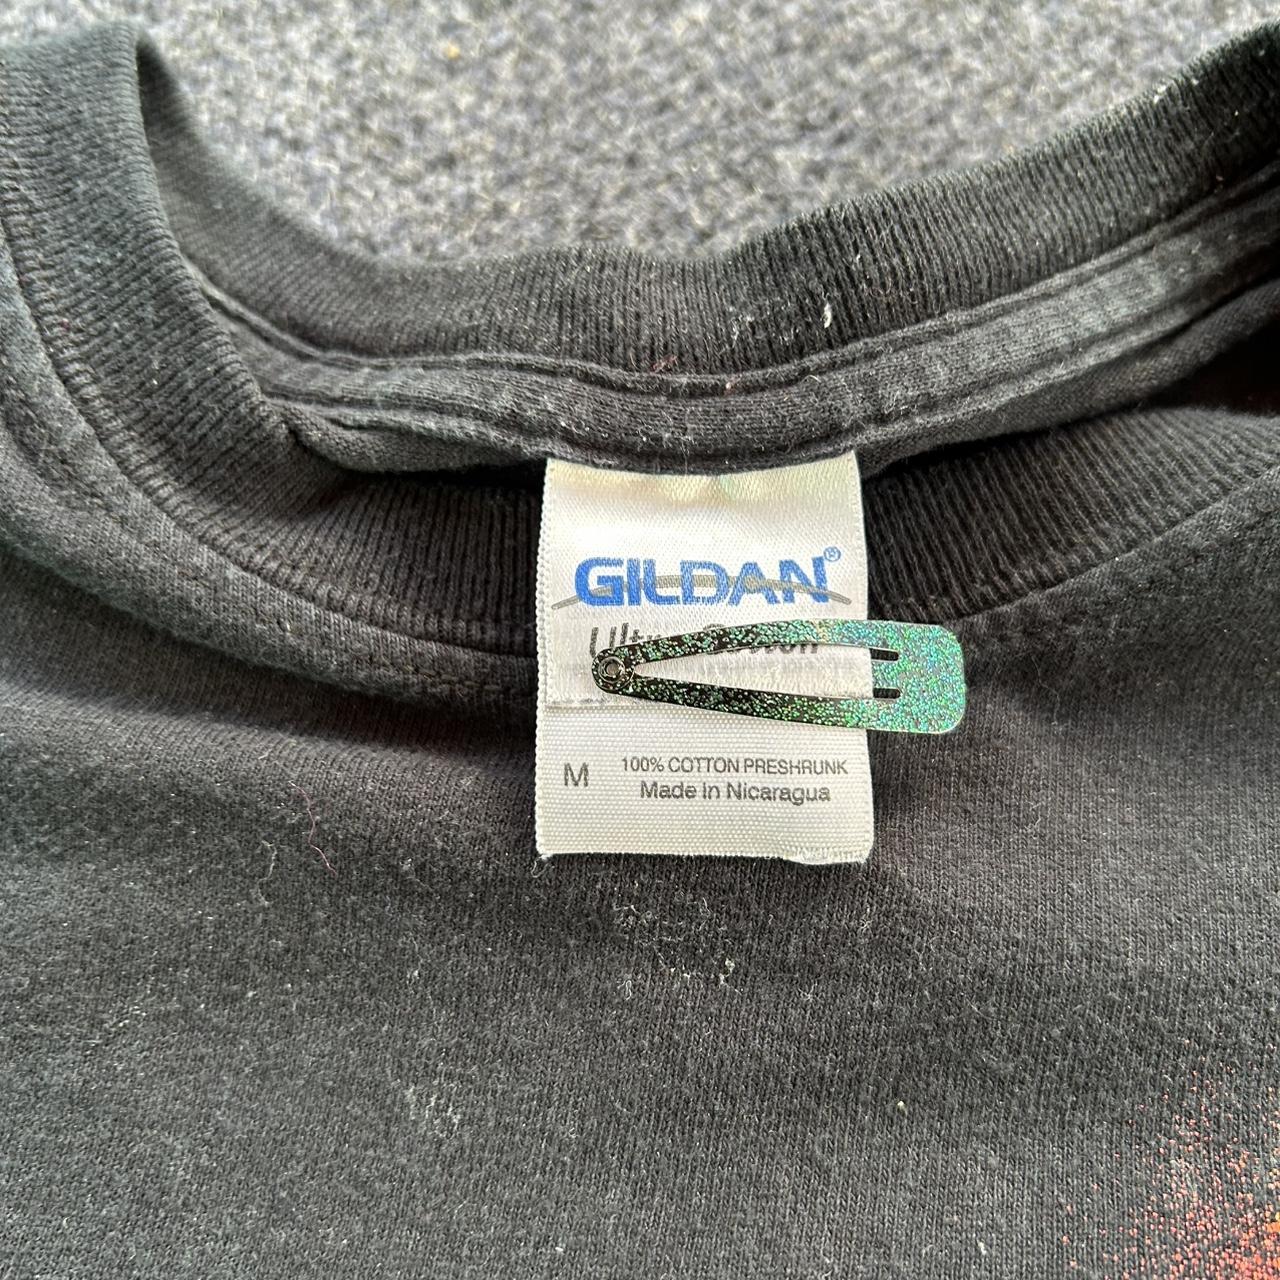 GILDAN®
M
100% COTTON PRESHRUNK
Made in Nicaragua